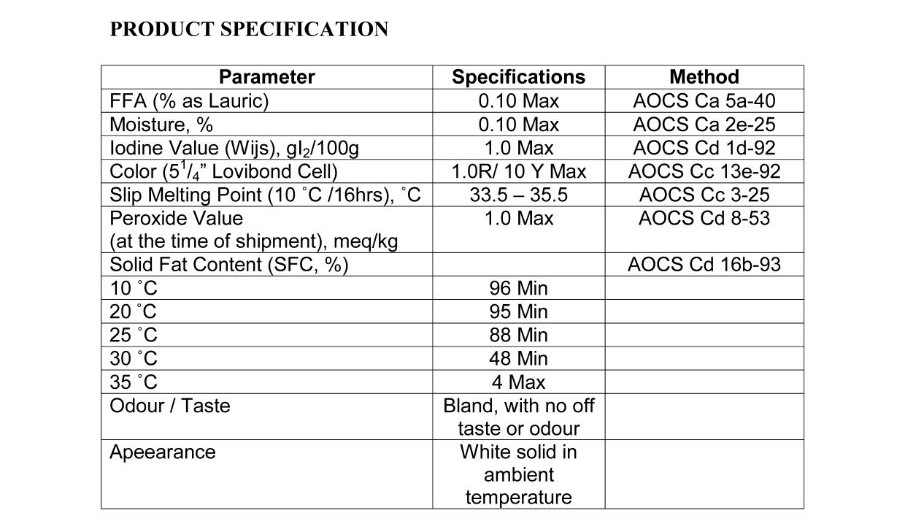 PRODUCT SPECIFICATION
Parameter Specifications Method
FFA (% as Lauric) 0.10 Max AOCS Ca 5a-40
Moisture, % 0.10 Max AOCS Ca 2e-25
Iodine Value (Wijs), gI₂/100g 1.0 Max AOCS Cd 1d-92
Color (5¹/₄” Lovibond Cell) 1.0R/ 10 Y Max AOCS Cc 13e-92
Slip Melting Point (10 ˚C /16hrs), ˚C 33.5 – 35.5 AOCS Cc 3-25
Peroxide Value 1.0 Max AOCS Cd 8-53
(at the time of shipment), meq/kg
Solid Fat Content (SFC, %) AOCS Cd 16b-93
10 ˚C 96 Min
20 ˚C 95 Min
25 ˚C 88 Min
30 ˚C 48 Min
35 ˚C 4 Max
Odour / Taste Bland, with no off
taste or odour
Apeearance White solid in
ambient
temperature